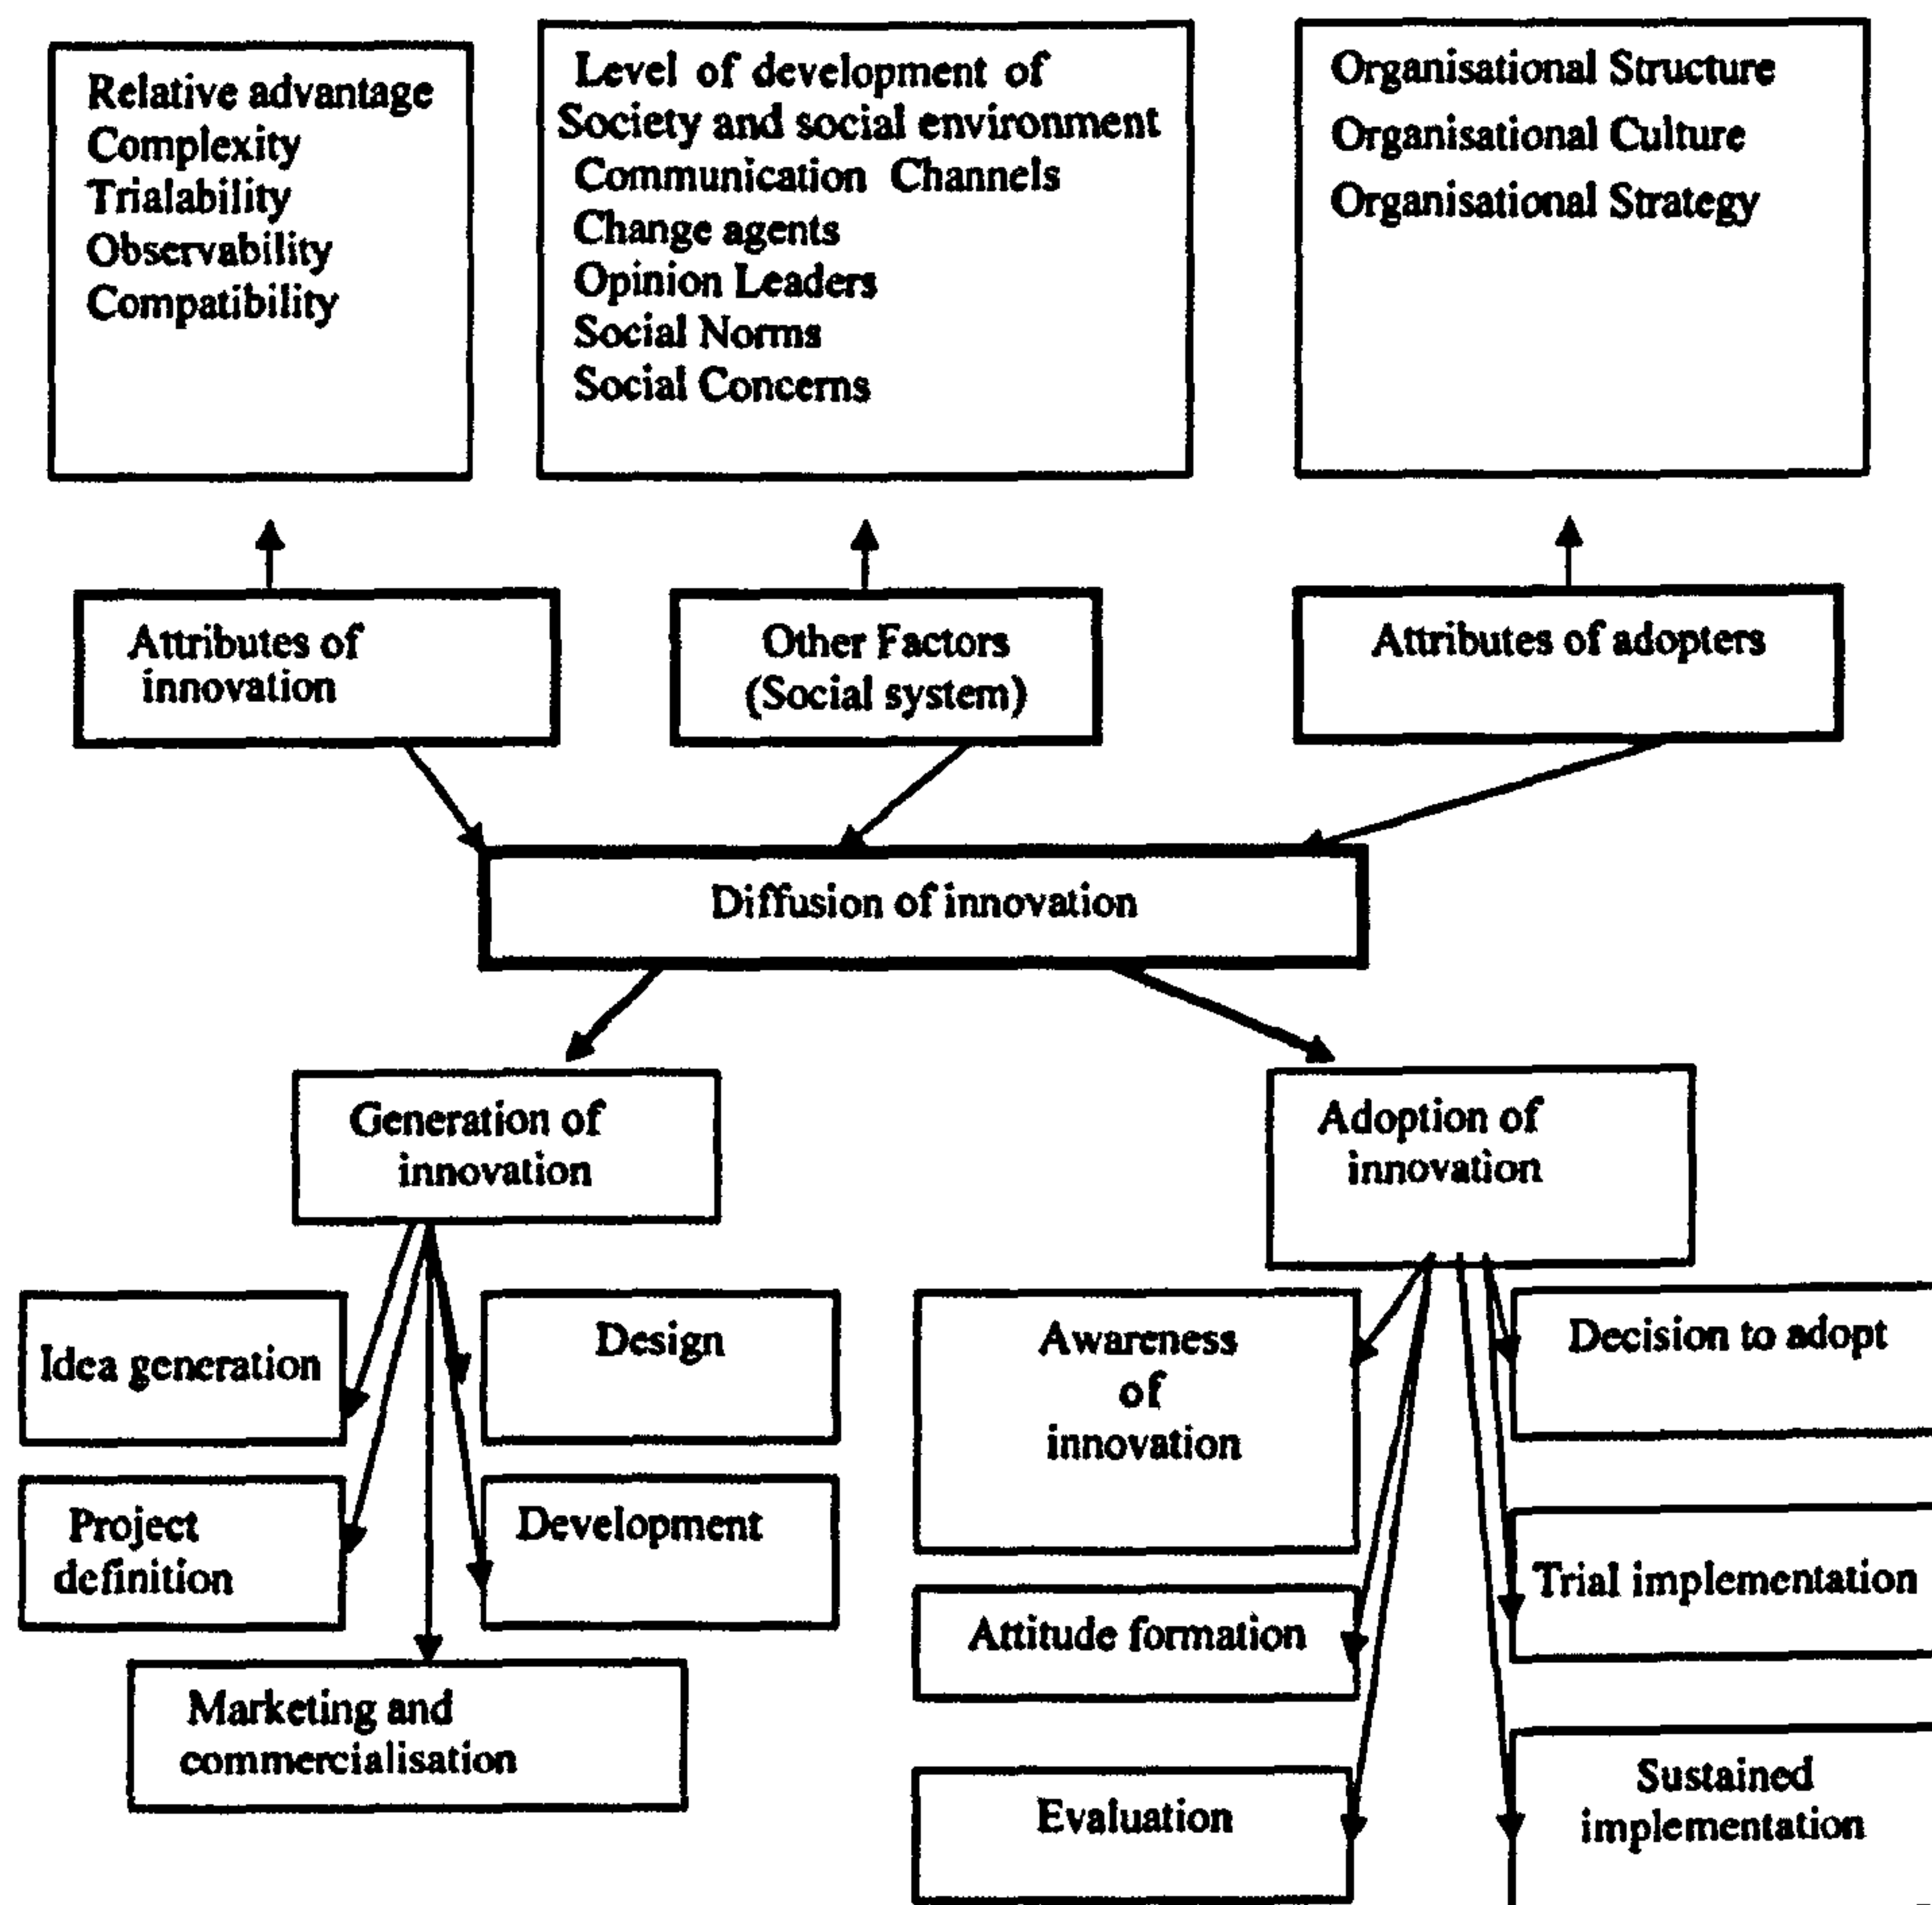 Relative advantage
Complexity
Trialability
Observability
Compatibility
Level of development of
Society and social environment
Communication Channels
Change agents
Opinion Leaders
Social Norms
Social Concerns
Organisational Structure
Organisational Culture
Organisational Strategy
Attributes of
innovation
Other Factors
(Social system)
Attributes of adopters
Diffusion of innovation
Generation of
innovation
Adoption of
innovation
Idea generation
Design
Project
definition
Development
Marketing and
commercialisation
Awareness
of
innovation
Decision to adopt
Attitude formation
Trial implementation
Evaluation
Sustained
implementation